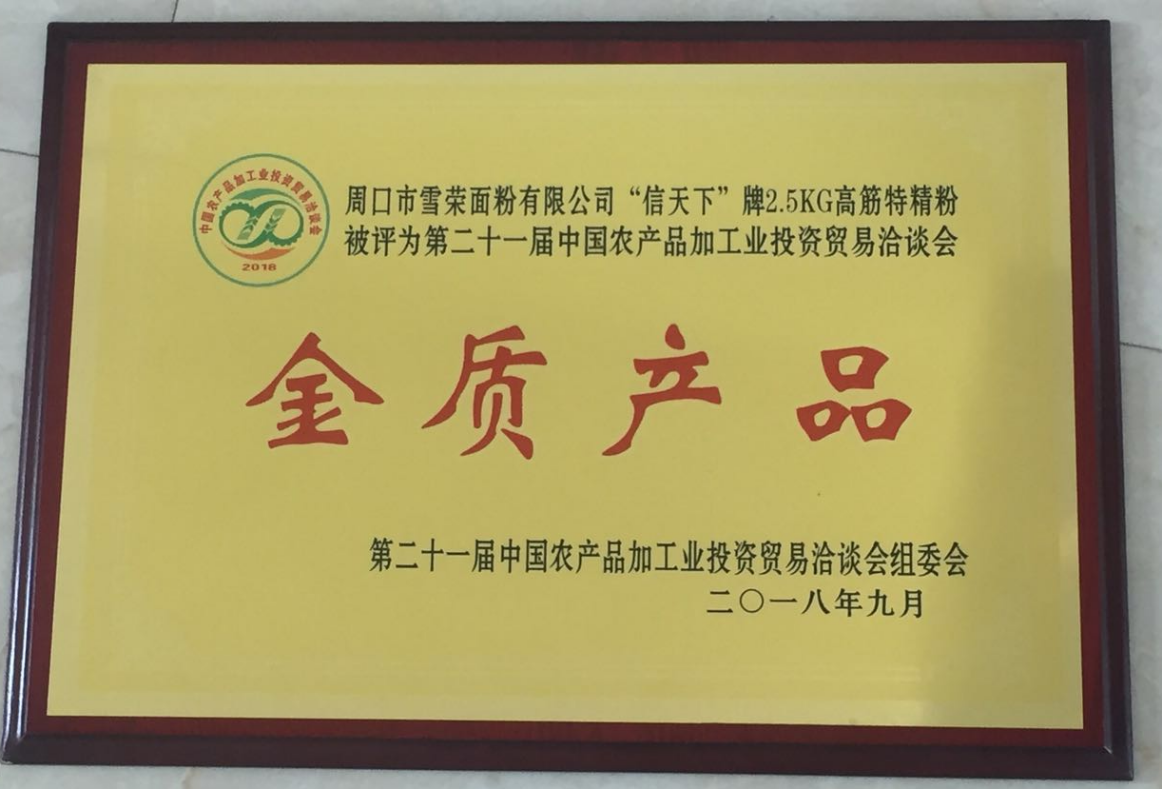 中国农产品加工业投资贸易洽谈会
2018
周口市雪荣面粉有限公司“信天下”牌2.5KG高筋特精粉
被评为第二十一届中国农产品加工业投资贸易洽谈会
金质产品
第二十一届中国农产品加工业投资贸易洽谈会组委会
二〇一八年九月